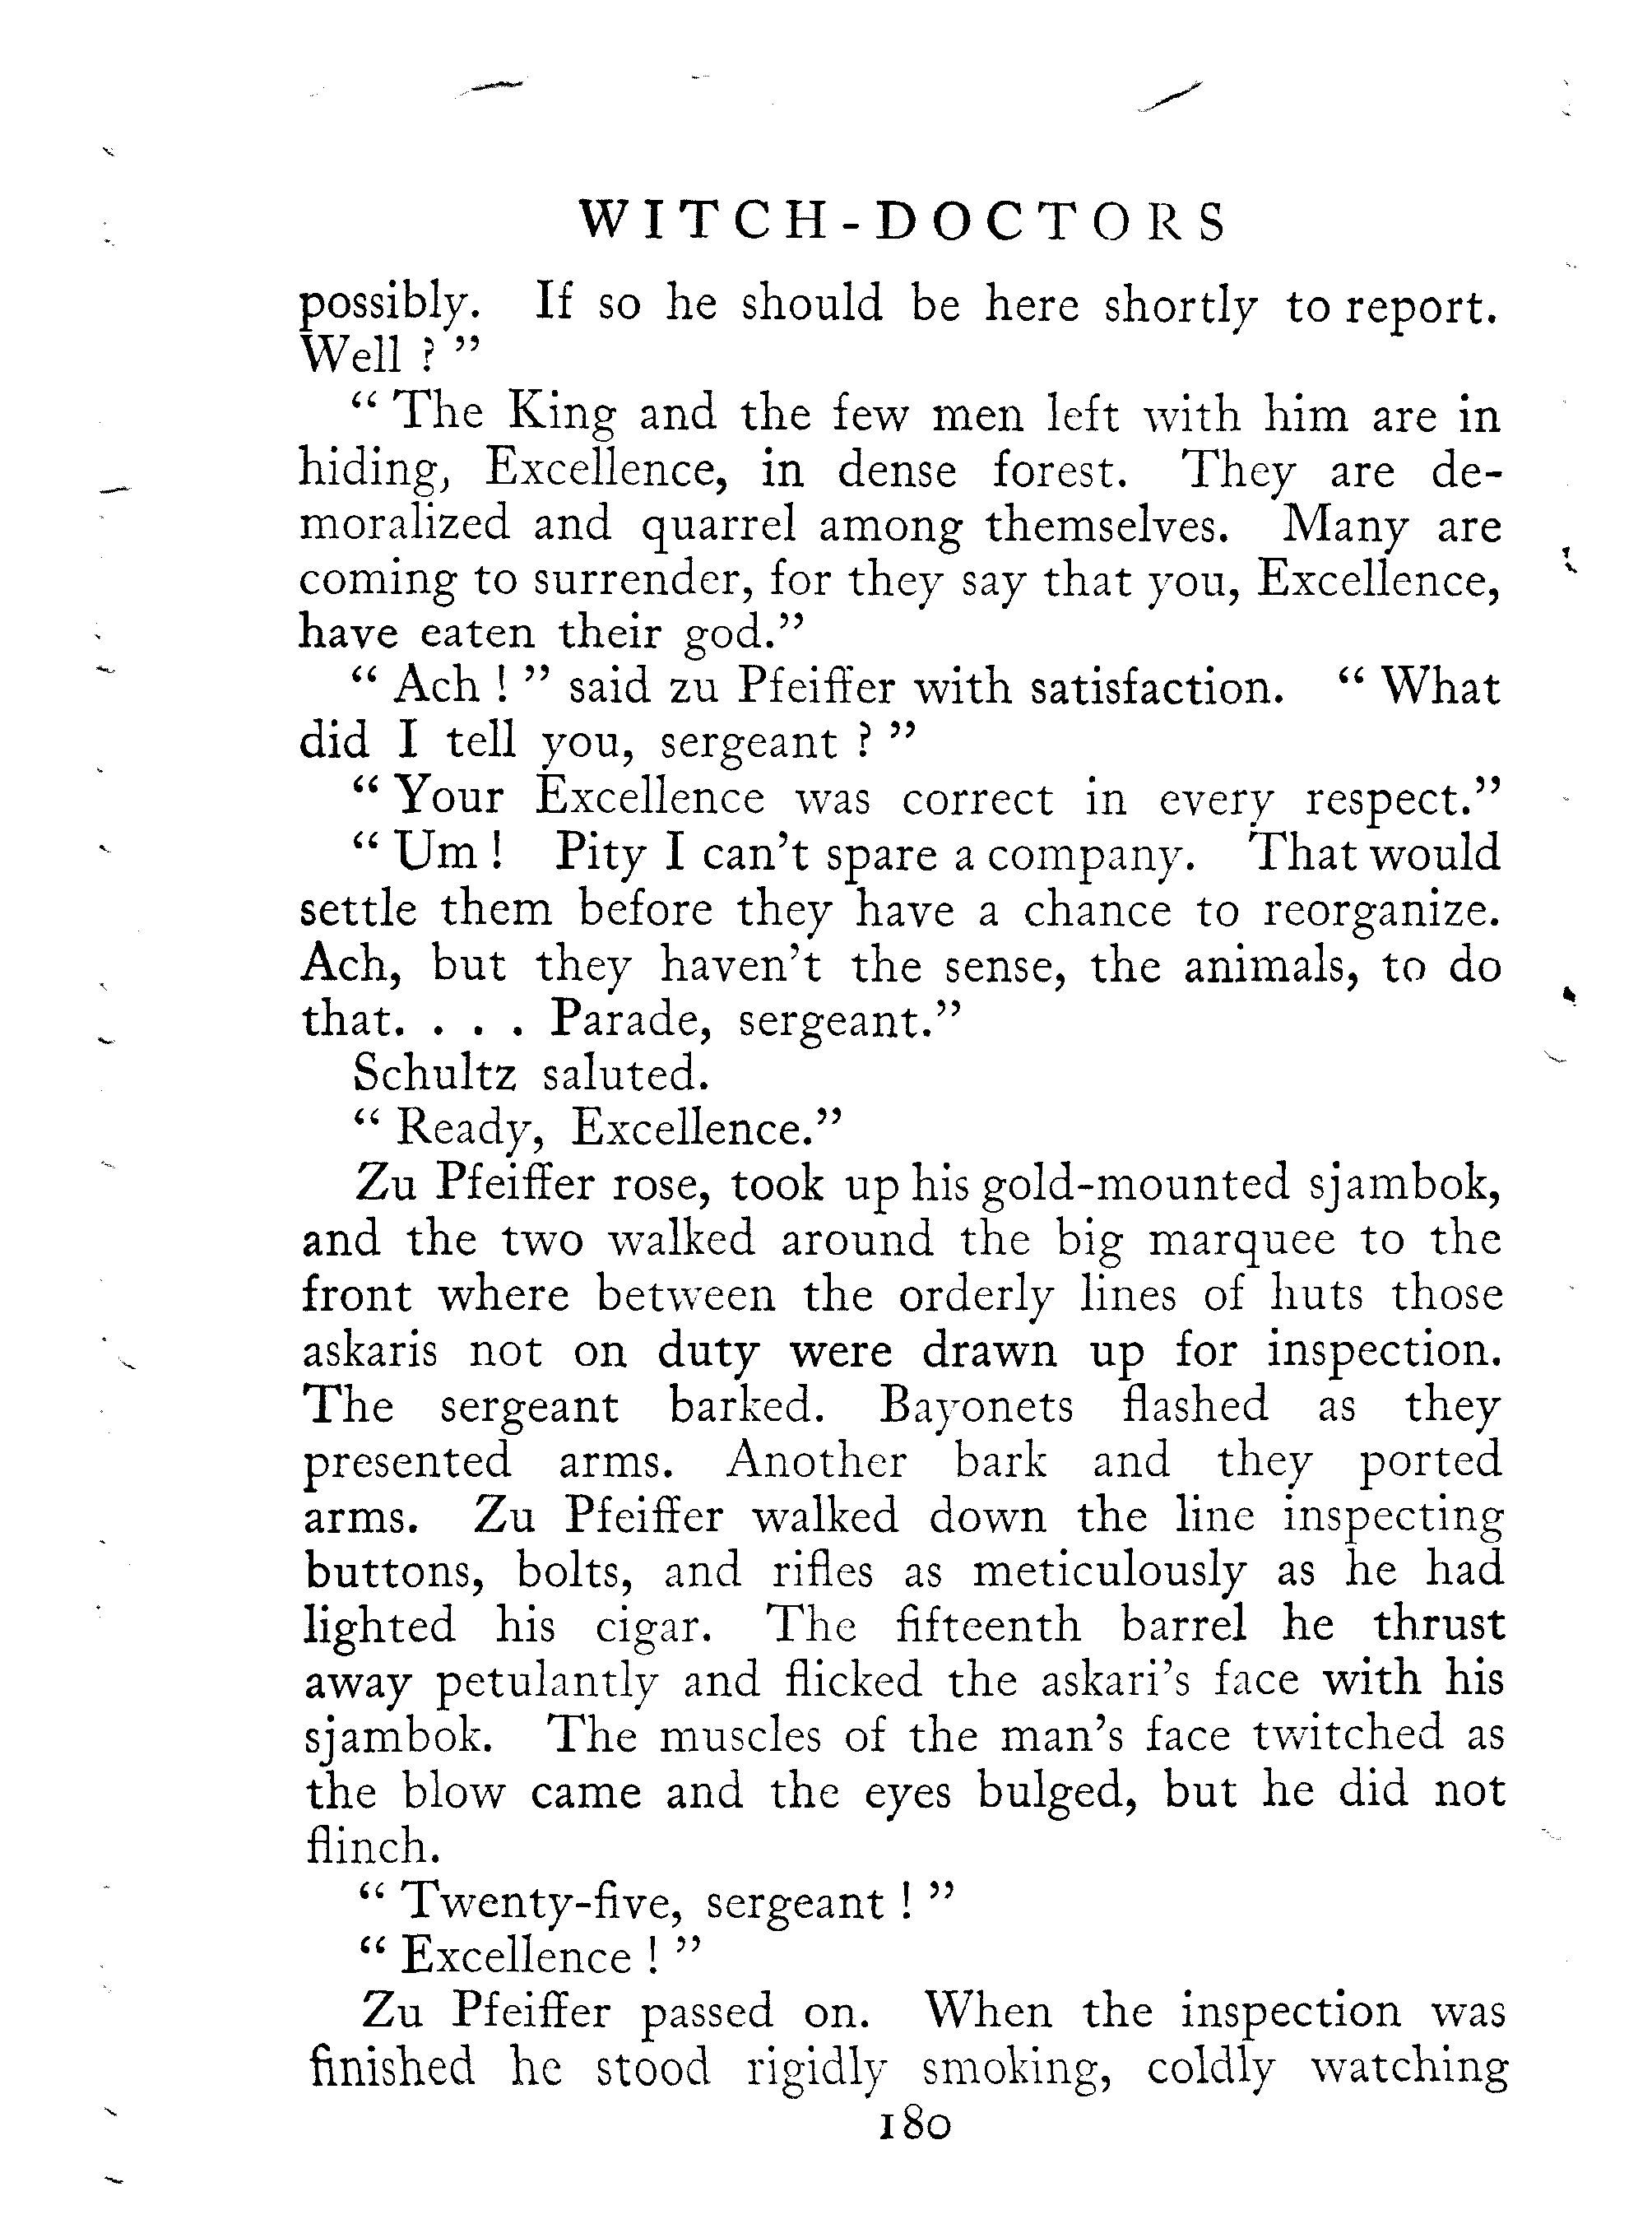 WITCH-DOCTORS
possibly. If so he should be here shortly to report.
Well ? ”
“ The King and the few men left with him are in
hiding, Excellence, in dense forest. They are de-
moralized and quarrel among themselves. Many are
coming to surrender, for they say that you, Excellence,
have eaten their god.”
“ Ach ! ” said zu Pfeiffer with satisfaction. “ What
did I tell you, sergeant ? ”
“ Your Excellence was correct in every respect.”
“ Um ! Pity I can’t spare a company. That would
settle them before they have a chance to reorganize.
Ach, but they haven’t the sense, the animals, to do
that. . . . Parade, sergeant.”
Schultz saluted.
“ Ready, Excellence.”
Zu Pfeiffer rose, took up his gold-mounted sjambok,
and the two walked around the big marquee to the
front where between the orderly lines of huts those
askaris not on duty were drawn up for inspection.
The sergeant barked. Bayonets flashed as they
presented arms. Another bark and they ported
arms. Zu Pfeiffer walked down the line inspecting
buttons, bolts, and rifles as meticulously as he had
lighted his cigar. The fifteenth barrel he thrust
away petulantly and flicked the askari’s face with his
sjambok. The muscles of the man’s face twitched as
the blow came and the eyes bulged, but he did not
flinch.
“ Twenty-five, sergeant ! ”
“ Excellence ! ”
Zu Pfeiffer passed on. When the inspection was
finished he stood rigidly smoking, coldly watching
180